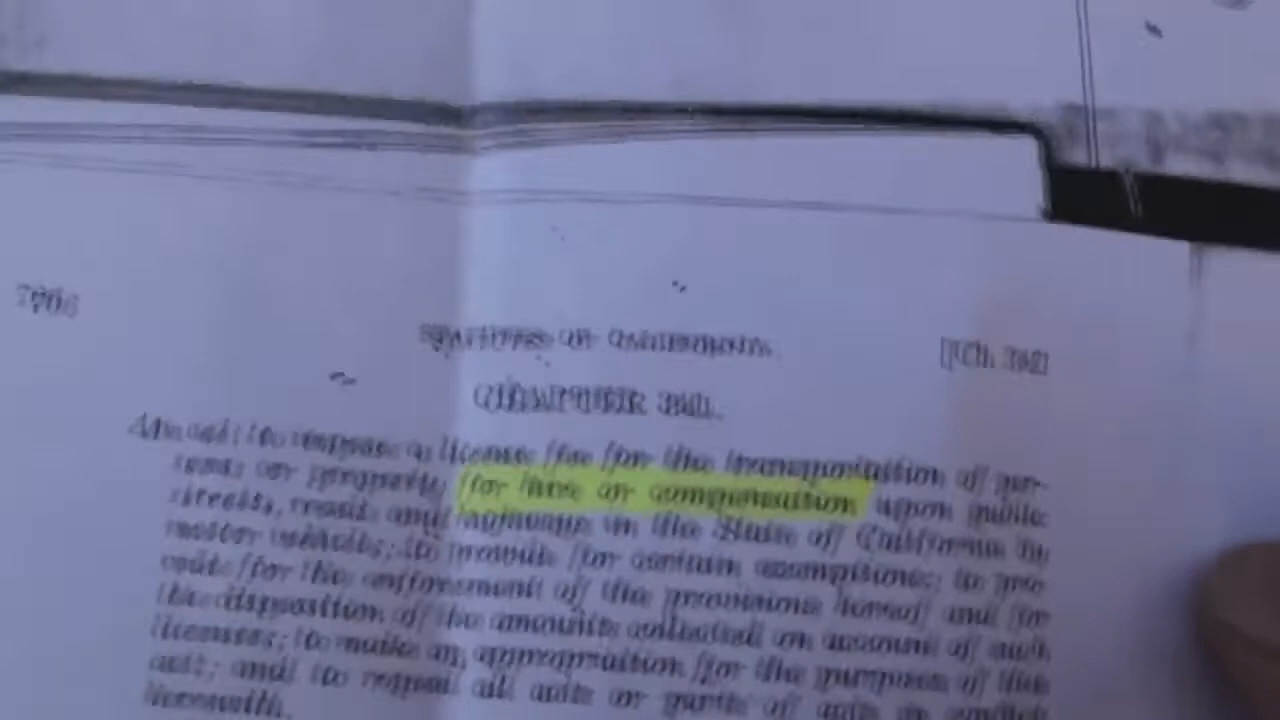 STATUTES OF CALIFORNIA. [Ch.
CHAPTER
An act to impose a license fee for the transportation of per-
sons or property for hire or compensation upon public
streets, roads and highways in the State of California by
motor vehicles; to provide for certain exemptions; to pro-
vide for the enforcement of the provisions hereof and for
the disposition of the amounts collected on account of such
licenses; to make an appropriation for the purpose of this
act; and to repeal all acts or parts of acts in conflict
herewith.